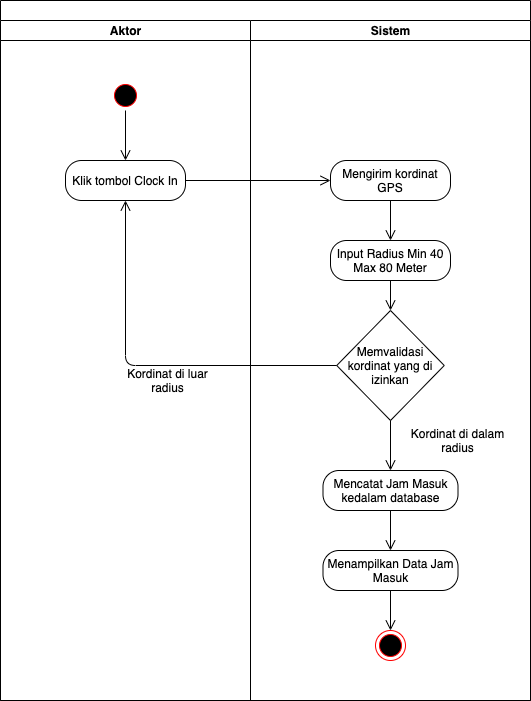 Aktor
Sistem
Klik tombol Clock In
Mengirim kordinat
GPS
Input Radius Min 40
Max 80 Meter
Memvalidasi
kordinat yang di
izinkan
Kordinat di luar
radius
Kordinat di dalam
radius
Mencatat Jam Masuk
kedalam database
Menampilkan Data Jam
Masuk